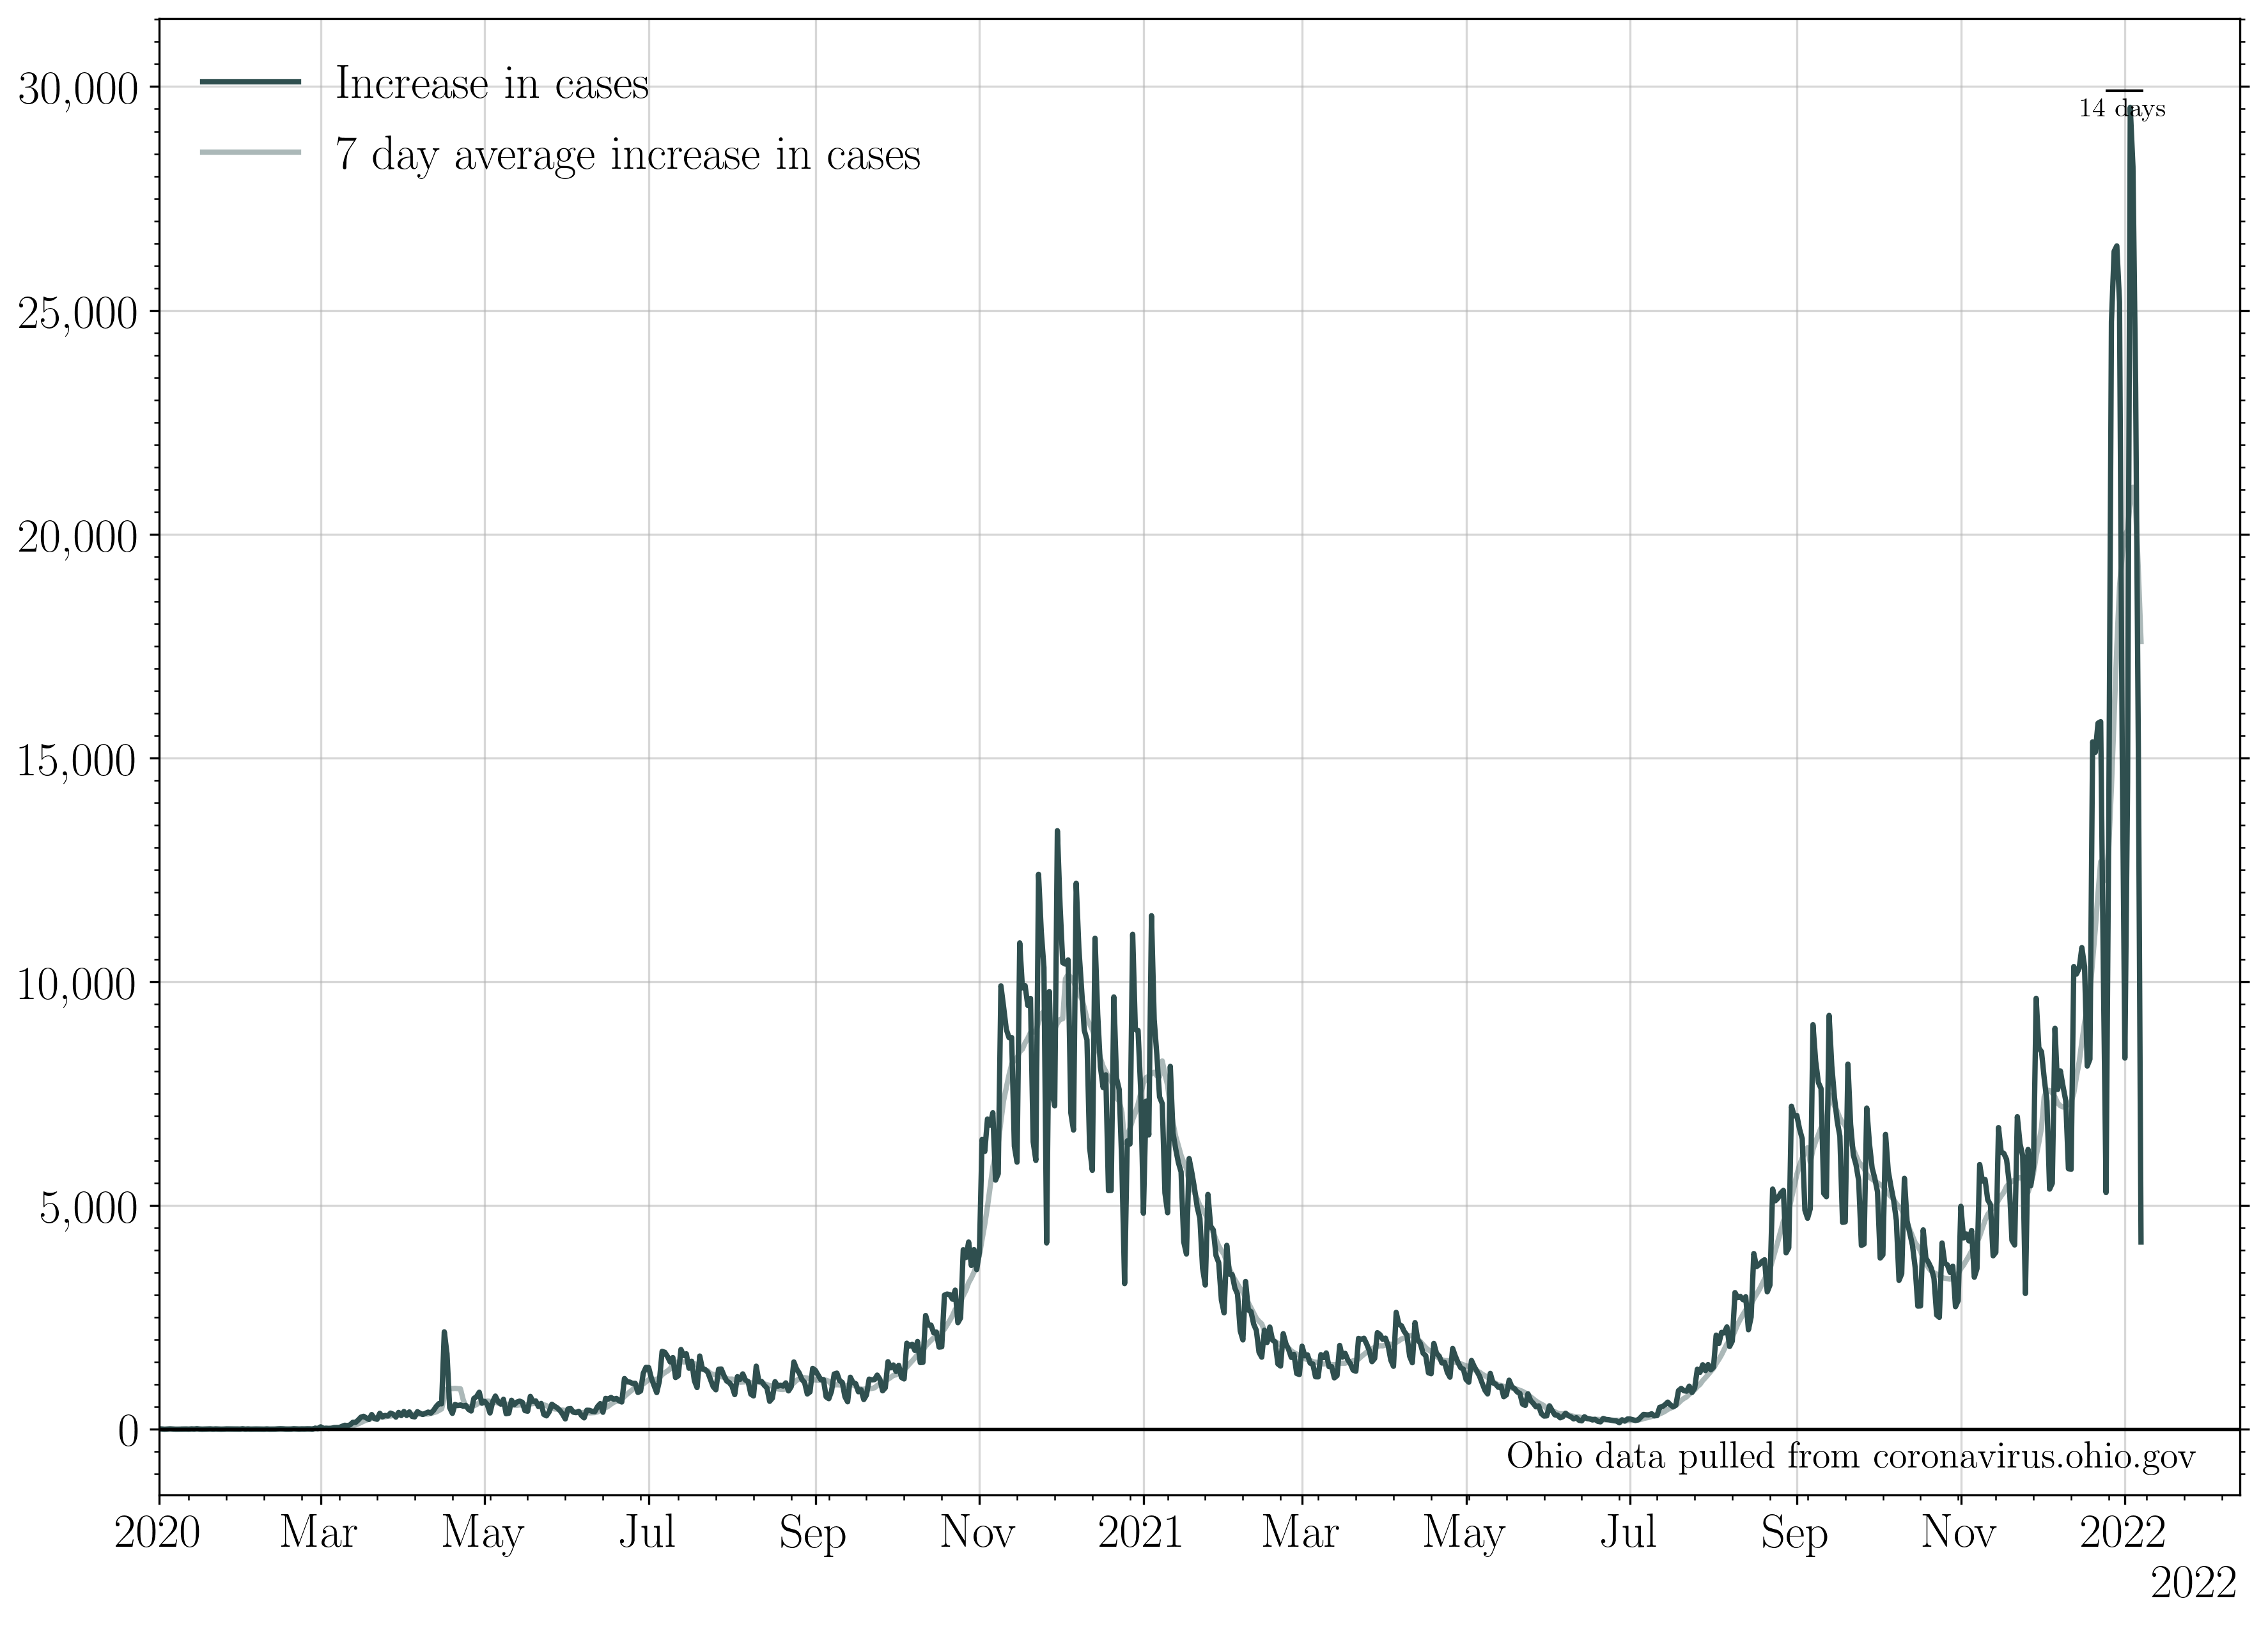 30,000
25,000
20,000
15,000
10,000
5,000
0
Increase in cases
7 day average increase in cases
14 days
Ohio data pulled from coronavirus.ohio.gov
2020 Mar May Jul Sep Nov 2021 Mar May Jul Sep Nov 2022
2022